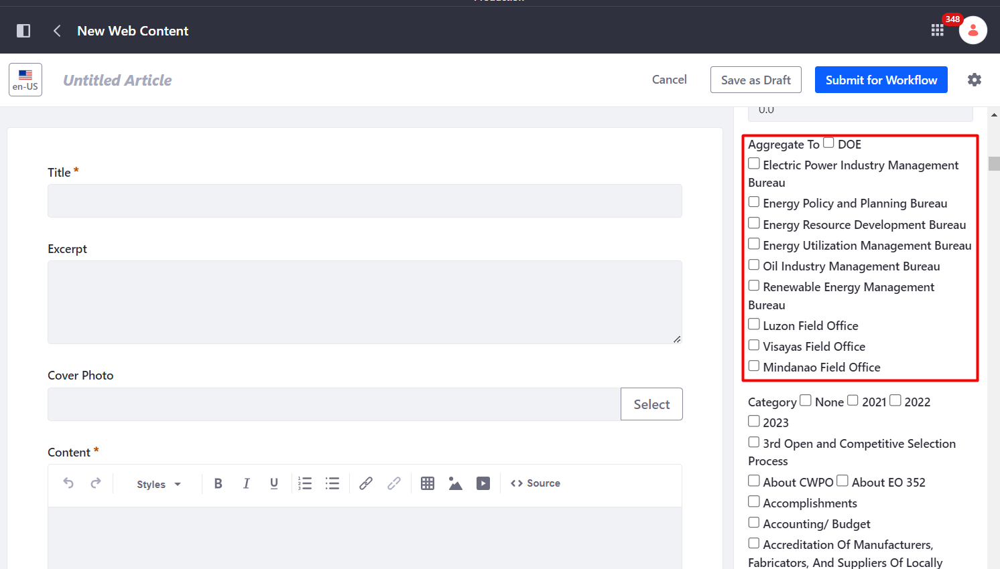 New Web Content
348
en-US
Untitled Article
Cancel
Save as Draft
Submit for Workflow
Title *
Excerpt
Cover Photo
Select
Content *
Styles
B I U
Source
0.0
Aggregate To DOE
Electric Power Industry Management
Bureau
Energy Policy and Planning Bureau
Energy Resource Development Bureau
Energy Utilization Management Bureau
Oil Industry Management Bureau
Renewable Energy Management
Bureau
Luzon Field Office
Visayas Field Office
Mindanao Field Office
Category None 2021 2022
2023
3rd Open and Competitive Selection
Process
About CWPO About EO 352
Accomplishments
Accounting/ Budget
Accreditation Of Manufacturers,
Fabricators, And Suppliers Of Locally